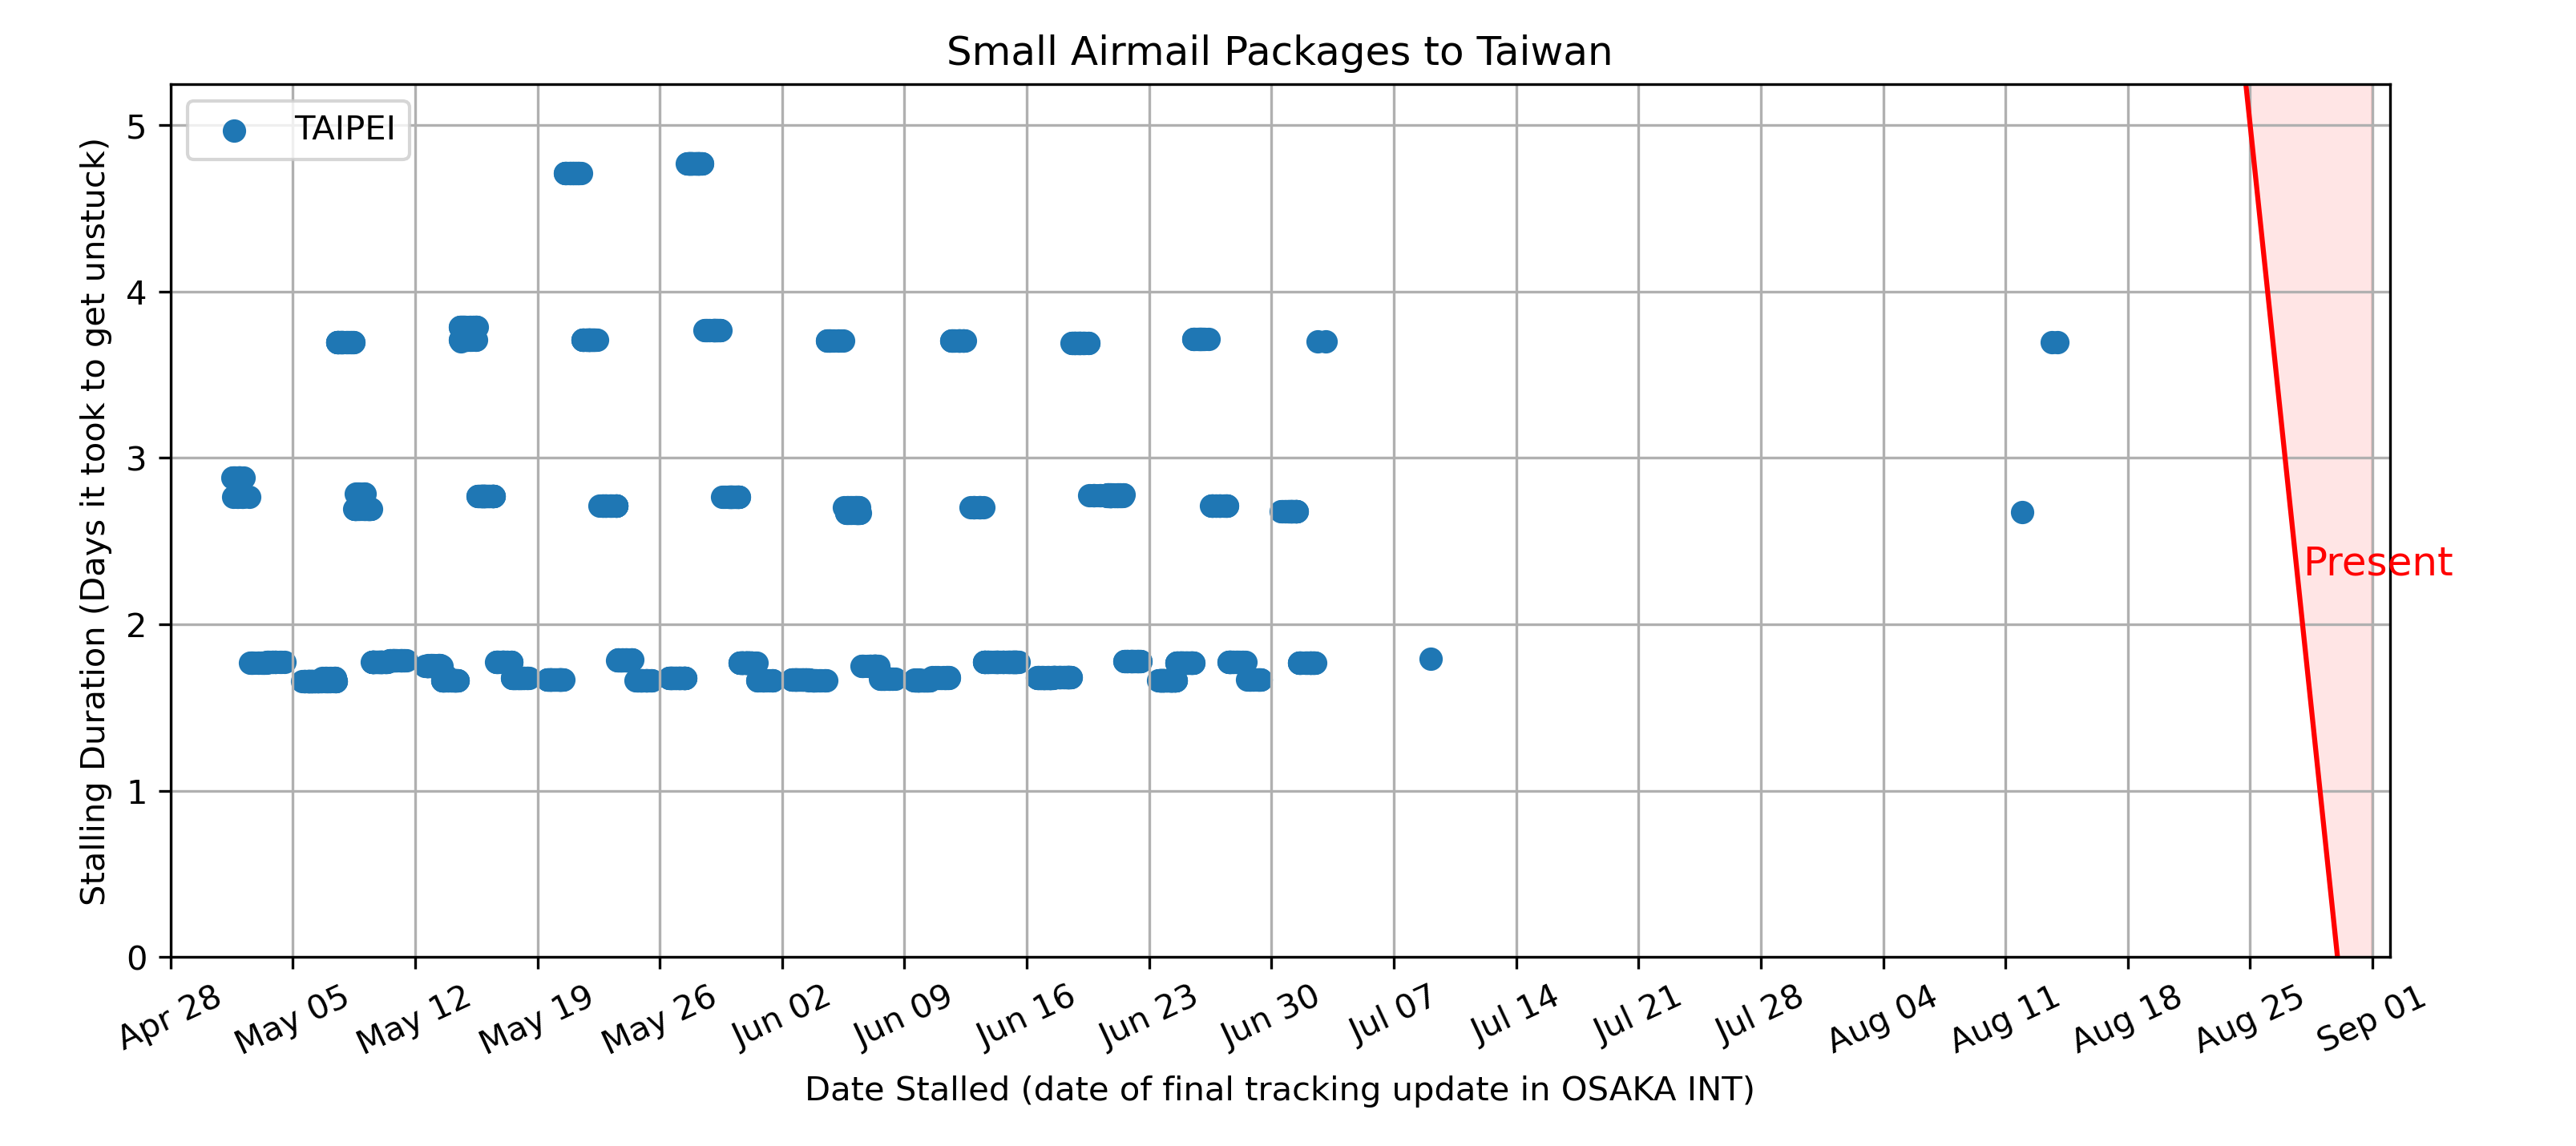 Small Airmail Packages to Taiwan
TAIPEI
Stalling Duration (Days it took to get unstuck)
5
4
3
2
1
0
Present
Apr 28
May 05
May 12
May 19
May 26
Jun 02
Jun 09
Jun 16
Jun 23
Jun 30
Jul 07
Jul 14
Jul 21
Jul 28
Aug 04
Aug 11
Aug 18
Aug 25
Sep 01
Date Stalled (date of final tracking update in OSAKA INT)